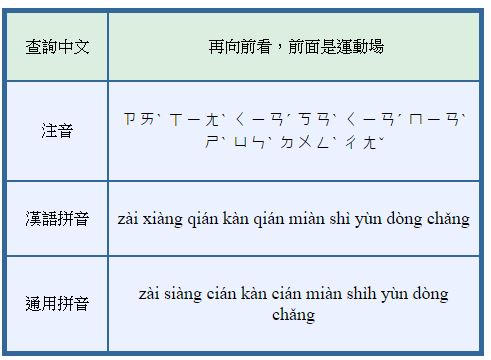 查詢中文
再向前看,前面是運動場
注音
ㄗㄞˋ ㄒㄧㄤˋ ㄑㄧㄢˊ ㄎㄢˋ ㄑㄧㄢˊ ㄇㄧㄢˋ
ㄕˋ ㄩㄣˋ ㄉㄨㄥˋ ㄔㄤˇ
漢語拼音
zài xiàng qián kàn qián miàn shì yùn dòng chǎng
通用拼音
zài siàng cián kàn cián miàn shìh yùn dòng
chǎng